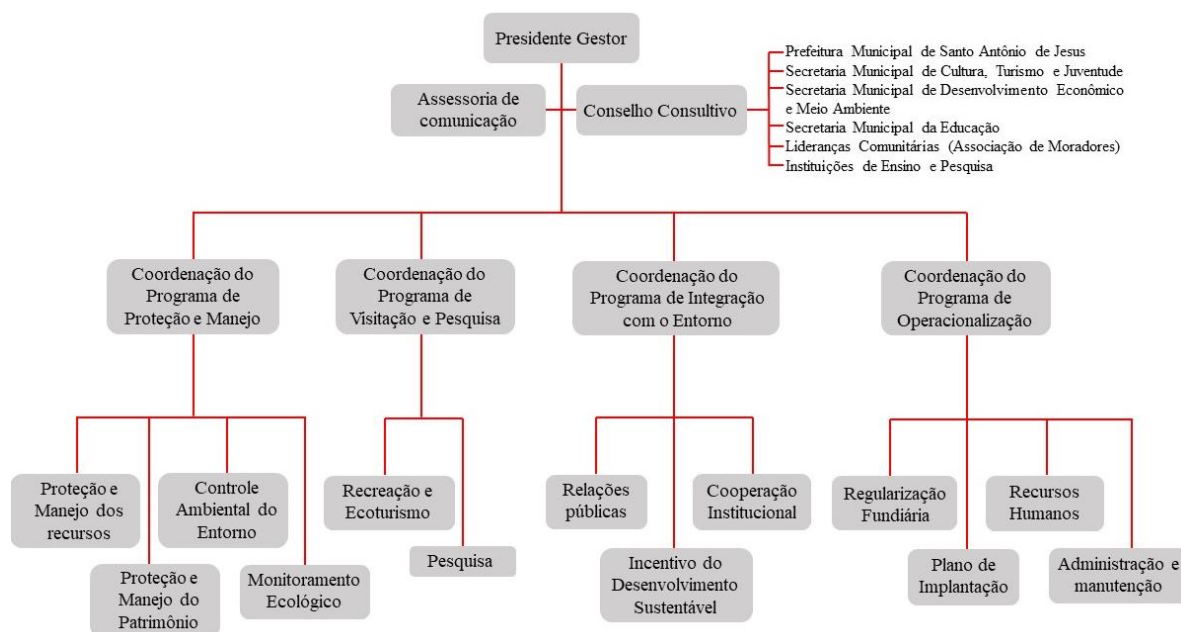 Presidente Gestor
Assessoria de
comunicação
Conselho Consultivo
Prefeitura Municipal de Santo Antônio de Jesus
Secretaria Municipal de Cultura, Turismo e Juventude
Secretaria Municipal de Desenvolvimento Econômico
e Meio Ambiente
Secretaria Municipal da Educação
Lideranças Comunitárias (Associação de Moradores)
Instituições de Ensino e Pesquisa
Coordenação do
Programa de
Proteção e Manejo
Coordenação do
Programa de
Visitação e Pesquisa
Coordenação do
Programa de Integração
com o Entorno
Coordenação do
Programa de
Operacionalização
Proteção e
Manejo dos
recursos
Proteção e
Manejo do
Patrimônio
Controle
Ambiental do
Entorno
Monitoramento
Ecológico
Recreação e
Ecoturismo
Pesquisa
Relações
públicas
Incentivo do
Desenvolvimento
Sustentável
Cooperação
Institucional
Regularização
Fundiária
Plano de
Implantação
Recursos
Humanos
Administração e
manutenção